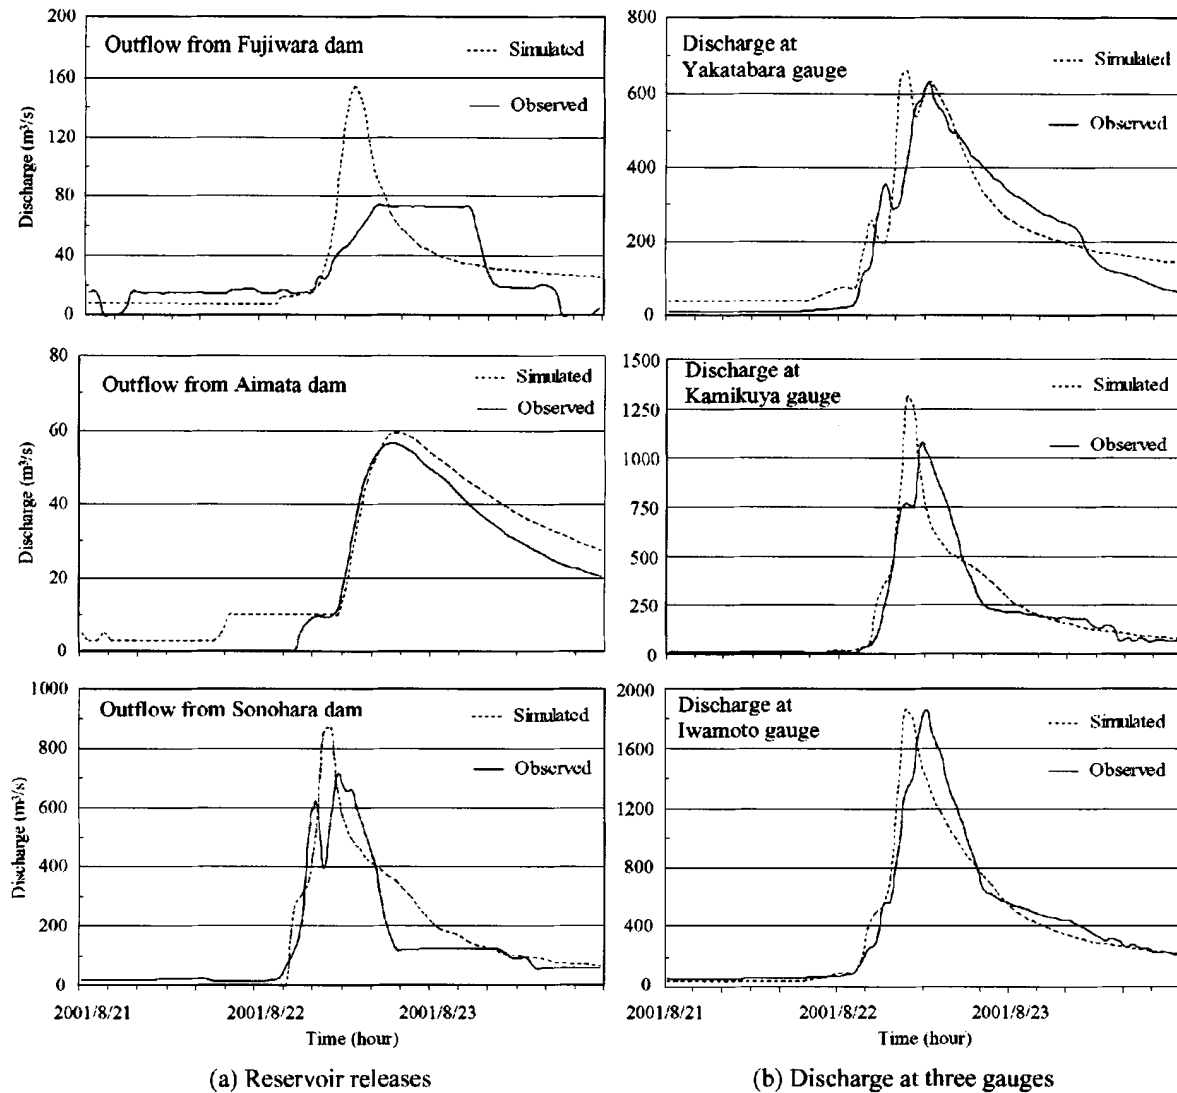 Outflow from Fujiwara dam
Simulated
Observed
Discharge (m³/s)
200
160
120
80
40
0
Discharge at
Yakatabara gauge
Simulated
Observed
800
600
400
200
0
Outflow from Aimata dam
Simulated
Observed
Discharge (m³/s)
80
60
40
20
0
Discharge at
Kamikuya gauge
Simulated
Observed
1500
1250
1000
750
500
250
0
Outflow from Sonohara dam
Simulated
Observed
Discharge (m³/s)
1000
800
600
400
200
0
2001/8/21
2001/8/22
2001/8/23
Time (hour)
Discharge at
Iwamoto gauge
Simulated
Observed
2000
1600
1200
800
400
0
2001/8/21
2001/8/22
2001/8/23
Time (hour)
(a) Reservoir releases
(b) Discharge at three gauges